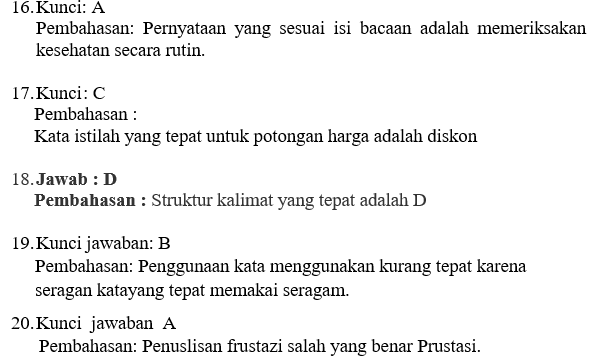 16. Kunci: A
Pembahasan: Pernyataan yang sesuai isi bacaan adalah memeriksakan
kesehatan secara rutin.
17. Kunci: C
Pembahasan :
Kata istilah yang tepat untuk potongan harga adalah diskon
18. Jawab : D
Pembahasan : Struktur kalimat yang tepat adalah D
19. Kunci jawaban: B
Pembahasan: Penggunaan kata menggunakan kurang tepat karena
seragan katayang tepat memakai seragam.
20. Kunci jawaban A
Pembahasan: Penuslisan frustazi salah yang benar Prustasi.